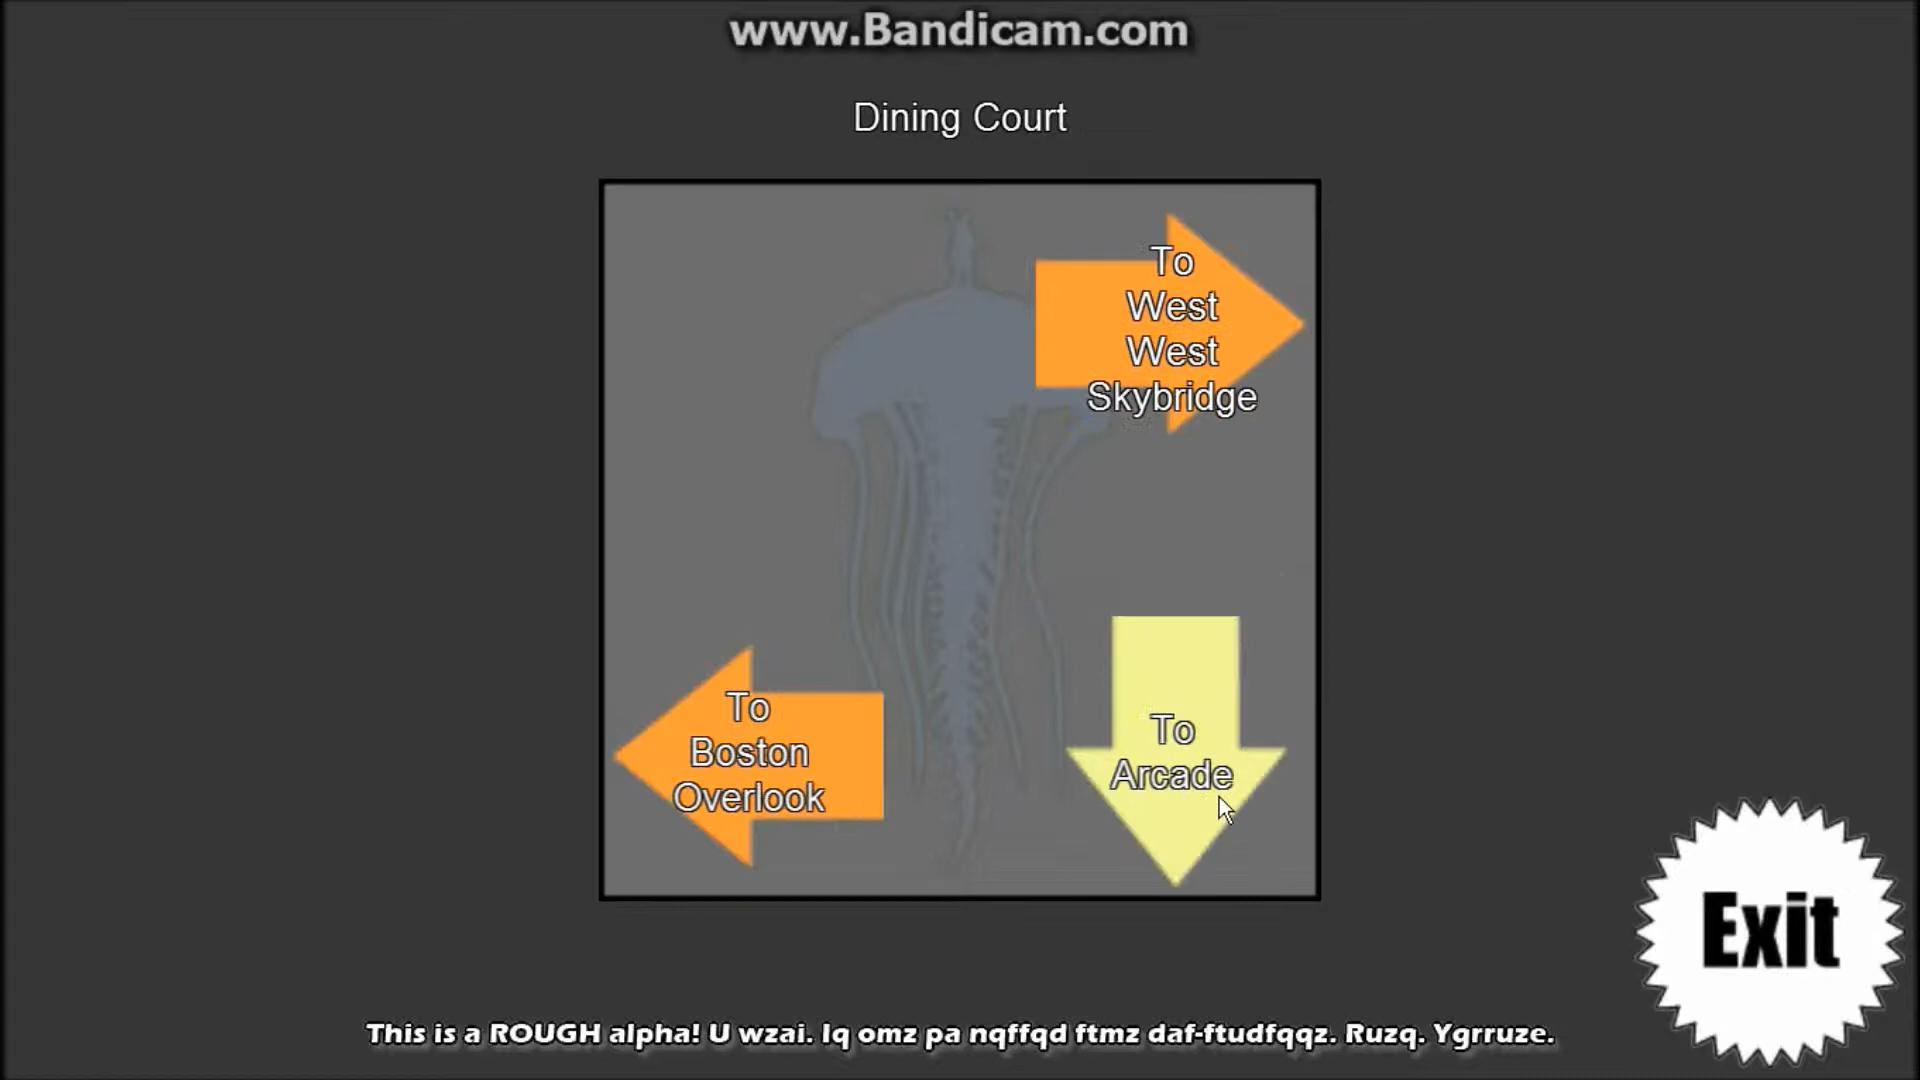 www.Bandicam.com
Dining Court
To
West
West
Skybridge
To
Boston
Overlook
To
Arcade
Exit
This is a ROUGH alpha! U wzai. Iq omz pa nqffqd ftmz daf-ftudfqqz. Ruzq. Ygrruze.